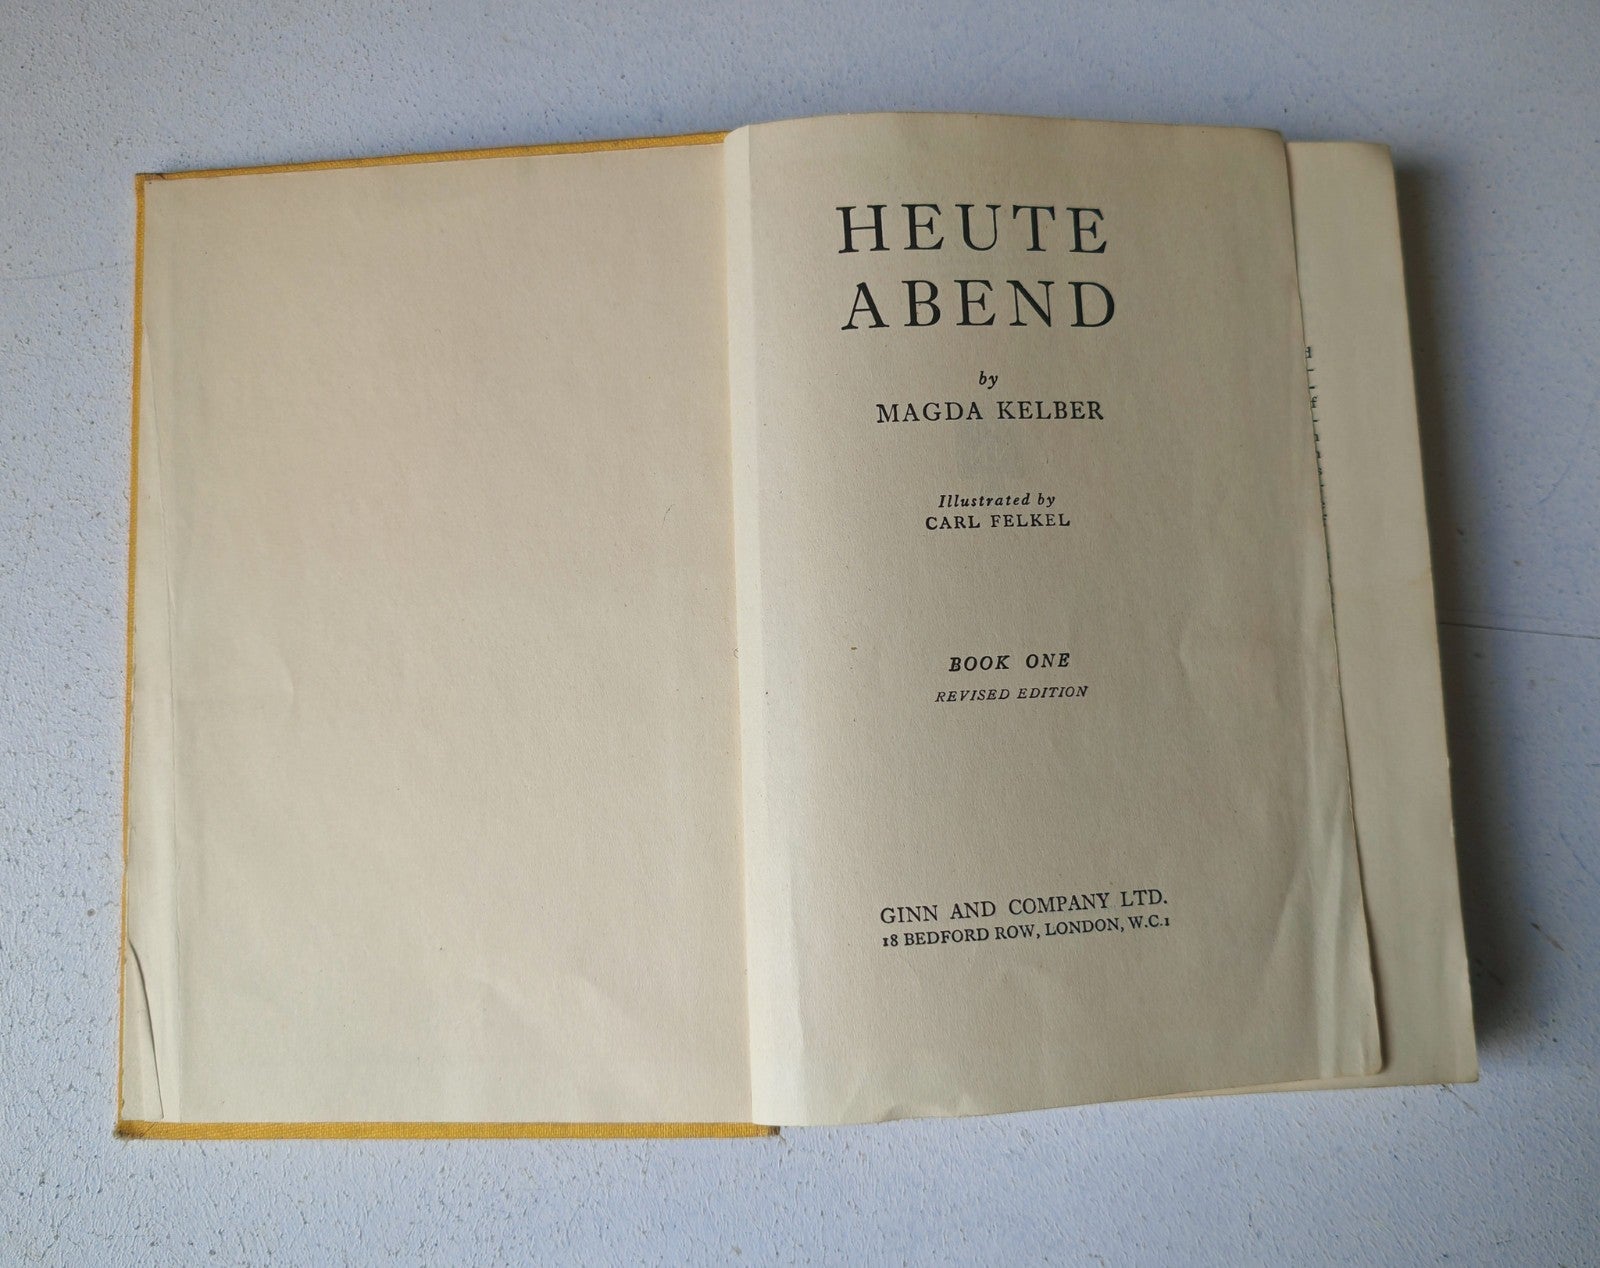 HEUTE
ABEND
by
MAGDA KELBER
Illustrated by
CARL FELKEL
BOOK ONE
REVISED EDITION
GINN AND COMPANY LTD.
18 BEDFORD ROW, LONDON, W.C.1